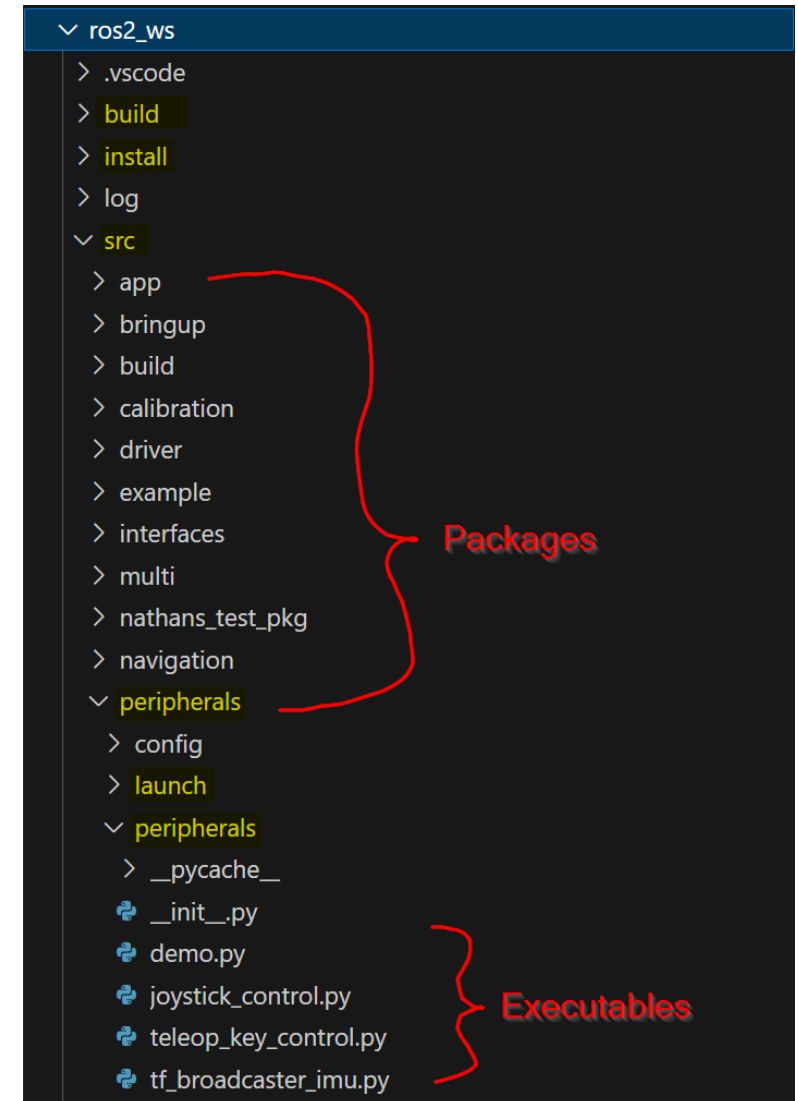 ros2_ws
.vscode
build
install
log
src
app
bringup
build
calibration
driver
example
interfaces
Packages
multi
nathans_test_pkg
navigation
peripherals
config
launch
peripherals
__pycache__
__init__.py
demo.py
joystick_control.py
Executables
teleop_key_control.py
tf_broadcaster_imu.py